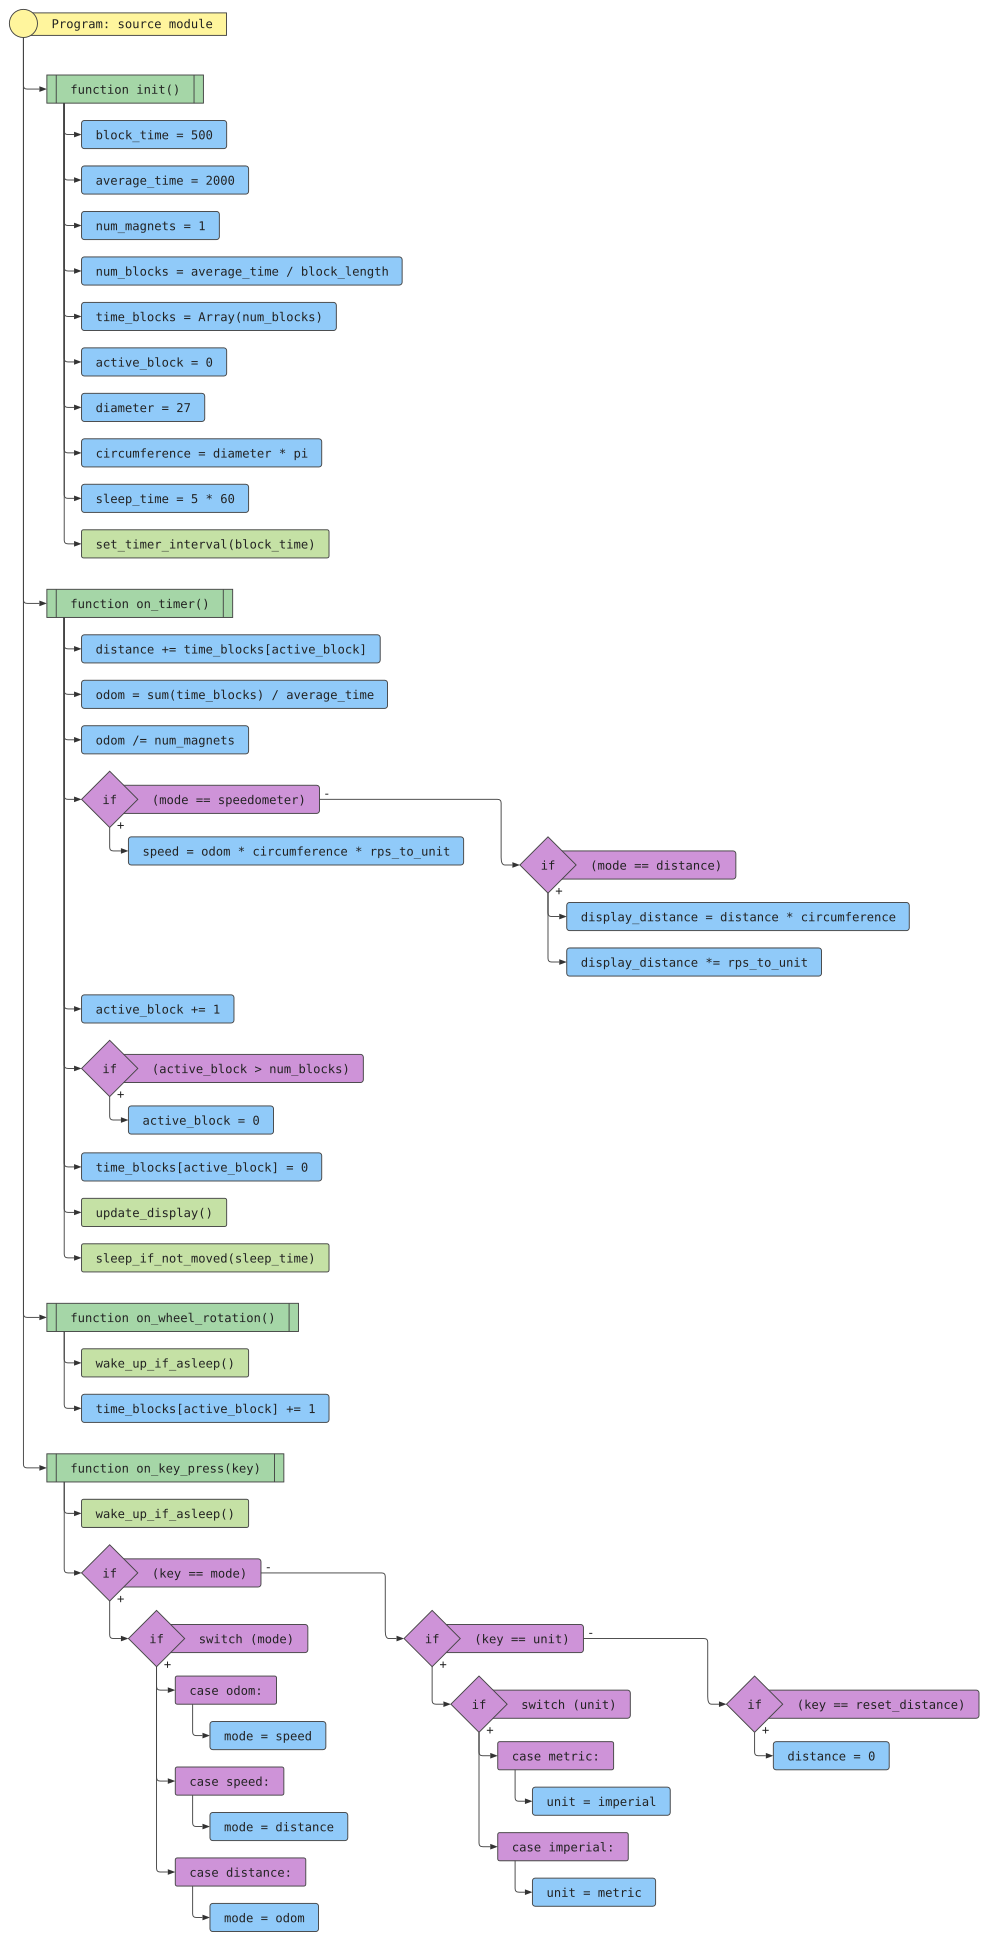 Program: source module
function init()
block_time = 500
average_time = 2000
num_magnets = 1
num_blocks = average_time / block_length
time_blocks = Array(num_blocks)
active_block = 0
diameter = 27
circumference = diameter * pi
sleep_time = 5 * 60
set_timer_interval(block_time)
function on_timer()
distance += time_blocks[active_block]
odom = sum(time_blocks) / average_time
odom /= num_magnets
if (mode == speedometer) -
+
speed = odom * circumference * rps_to_unit
if (mode == distance)
+
display_distance = distance * circumference
display_distance *= rps_to_unit
active_block += 1
if (active_block > num_blocks)
+
active_block = 0
time_blocks[active_block] = 0
update_display()
sleep_if_not_moved(sleep_time)
function on_wheel_rotation()
wake_up_if_asleep()
time_blocks[active_block] += 1
function on_key_press(key)
wake_up_if_asleep()
if (key == mode) -
+
if switch (mode)
+
case odom:
mode = speed
case speed:
mode = distance
case distance:
mode = odom
if (key == unit) -
+
if switch (unit)
+
case metric:
unit = imperial
case imperial:
unit = metric
if (key == reset_distance)
+
distance = 0